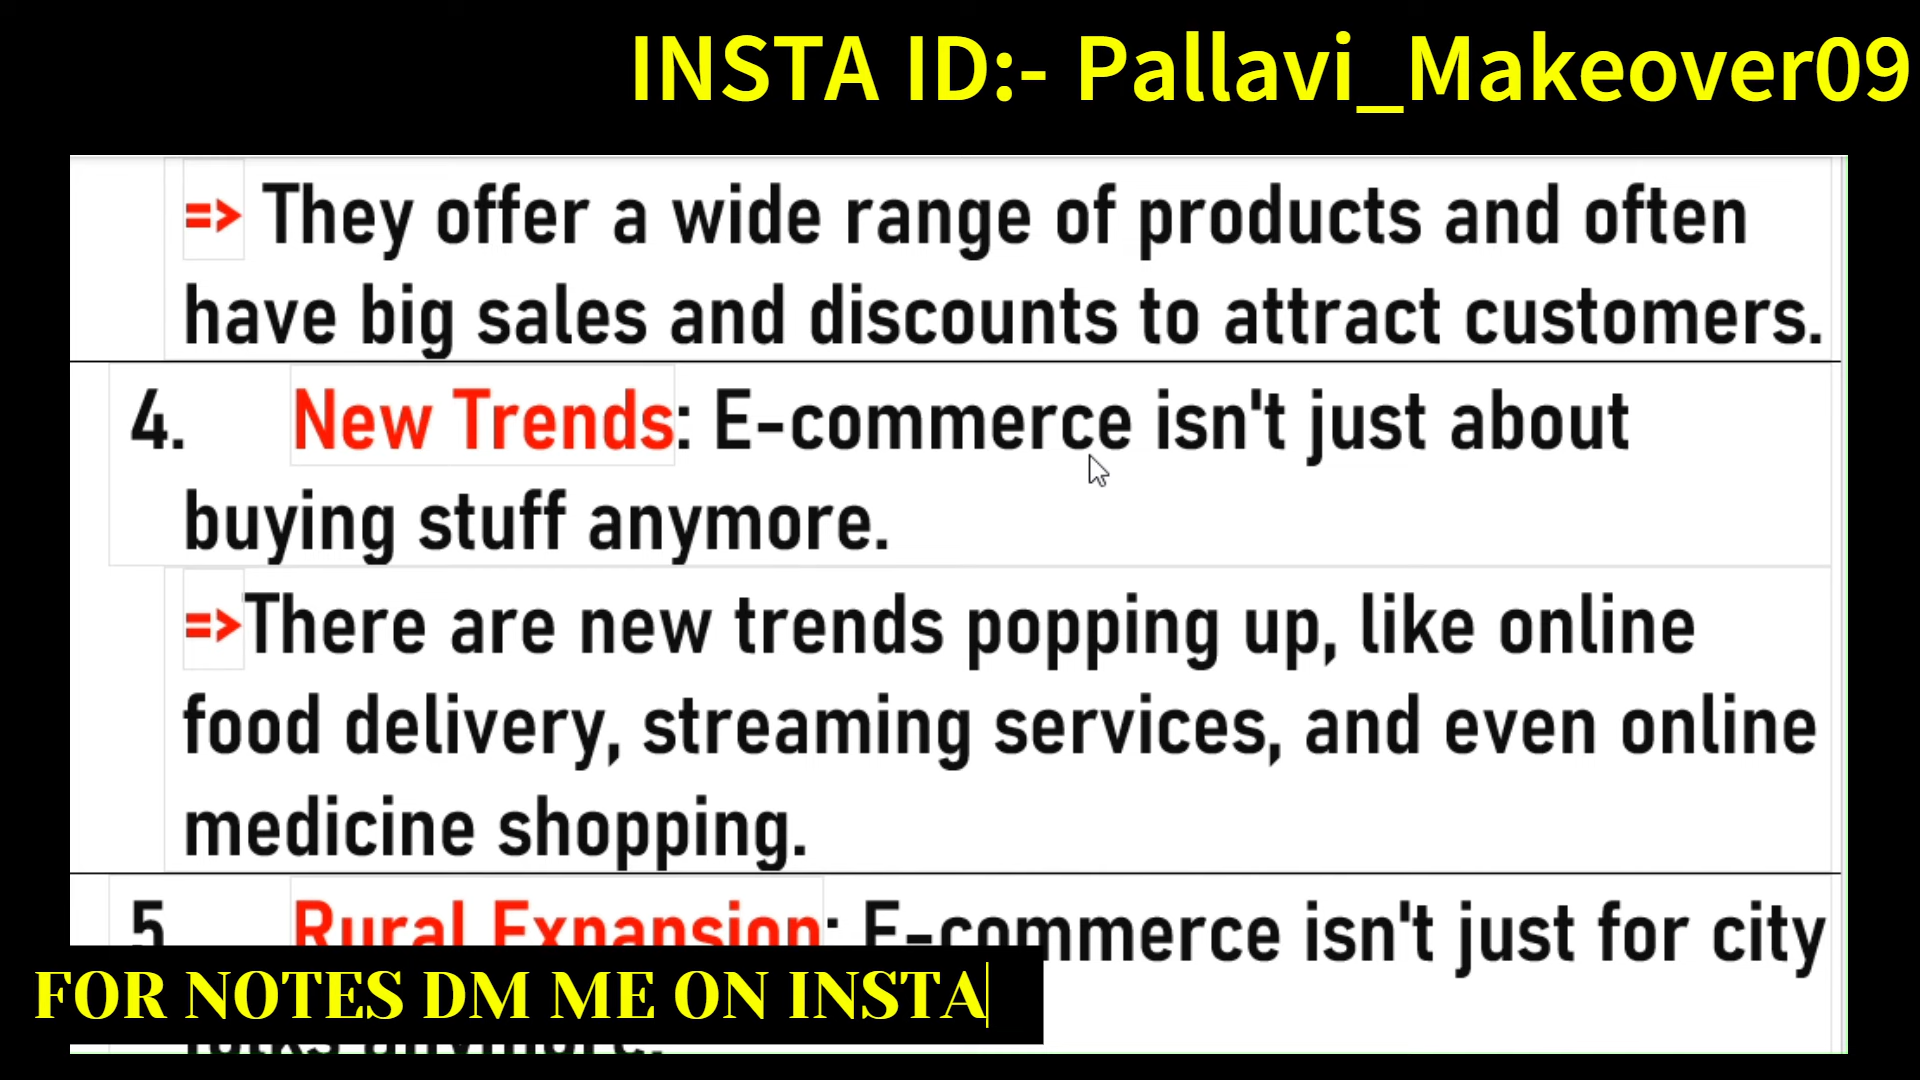 INSTA ID:- Pallavi_Makeover09
=> They offer a wide range of products and often
have big sales and discounts to attract customers.
4. New Trends: E-commerce isn't just about
buying stuff anymore.
=>There are new trends popping up, like online
food delivery, streaming services, and even online
medicine shopping.
5. Rural Expansion: E-commerce isn't just for city
folks anymore.
FOR NOTES DM ME ON INSTA